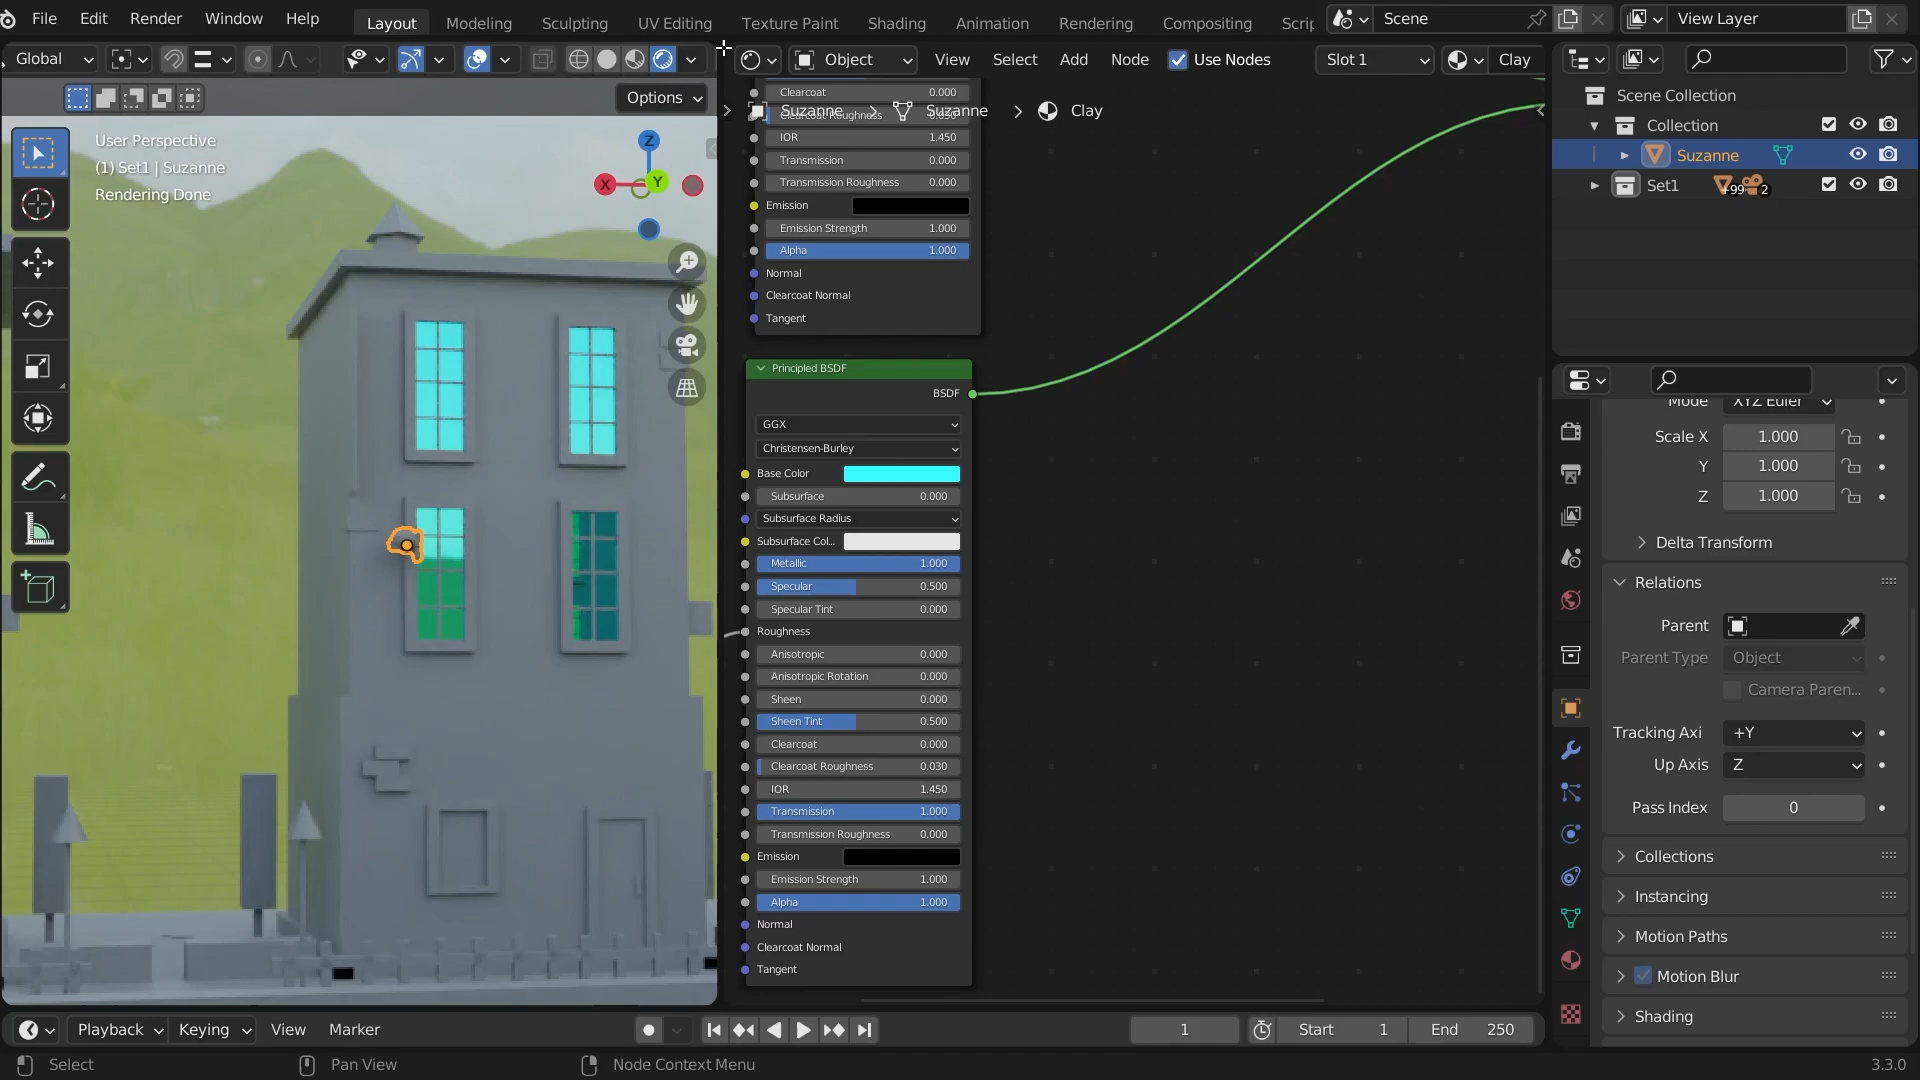 File Edit Render Window Help
Layout Modeling Sculpting UV Editing Texture Paint Shading Animation Rendering Compositing Scrip
Scene
View Layer
Global
Object View Select Add Node Use Nodes Slot 1 Clay
Options
User Perspective
(1) Set1 | Suzanne
Rendering Done
Z
X
Y
Suzanne > Suzanne > Clay
Clearcoat 0.000
Clearcoat Roughness
IOR 1.450
Transmission 0.000
Transmission Roughness 0.000
Emission
Emission Strength 1.000
Alpha 1.000
Normal
Clearcoat Normal
Tangent
Principled BSDF
BSDF
GGX
Christensen-Burley
Base Color
Subsurface 0.000
Subsurface Radius
Subsurface Col..
Metallic 1.000
Specular 0.500
Specular Tint 0.000
Roughness
Anisotropic 0.000
Anisotropic Rotation 0.000
Sheen 0.000
Sheen Tint 0.500
Clearcoat 0.000
Clearcoat Roughness 0.030
IOR 1.450
Transmission 1.000
Transmission Roughness 0.000
Emission
Emission Strength 1.000
Alpha 1.000
Normal
Clearcoat Normal
Tangent
Scene Collection
Collection
Suzanne
Set1 +99 2
Mode XYZ Euler
Scale X 1.000
Y 1.000
Z 1.000
Delta Transform
Relations
Parent
Parent Type Object
Camera Paren...
Tracking Axi +Y
Up Axis Z
Pass Index 0
Collections
Instancing
Motion Paths
Motion Blur
Shading
Playback Keying View Marker
1
Start 1
End 250
Select Pan View Node Context Menu
3.3.0